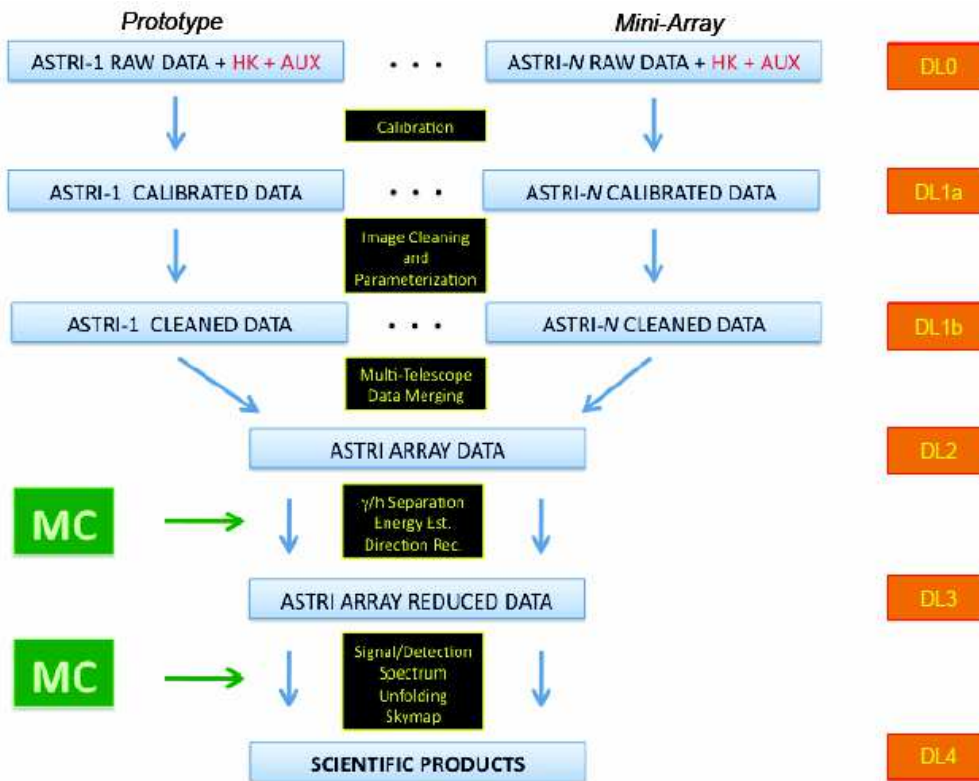 Prototype
Mini-Array
ASTRI-1 RAW DATA + HK + AUX
• • •
ASTRI-N RAW DATA + HK + AUX
DL0
Calibration
ASTRI-1 CALIBRATED DATA
• • •
ASTRI-N CALIBRATED DATA
DL1a
Image Cleaning
and
Parameterization
ASTRI-1 CLEANED DATA
• • •
ASTRI-N CLEANED DATA
DL1b
Multi-Telescope
Data Merging
ASTRI ARRAY DATA
DL2
MC
γ/h Separation
Energy Est.
Direction Rec.
ASTRI ARRAY REDUCED DATA
DL3
MC
Signal/Detection
Spectrum
Unfolding
Skymap
SCIENTIFIC PRODUCTS
DL4